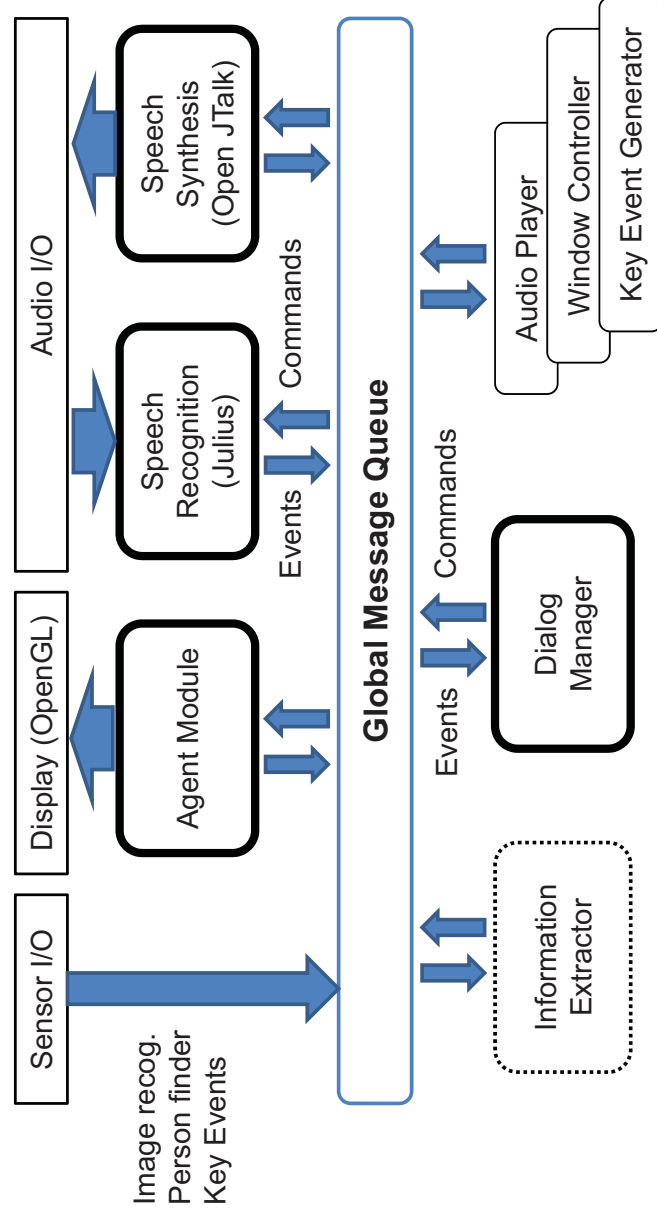 Sensor I/O
Display (OpenGL)
Audio I/O
Image recog.
Person finder
Key Events
Agent Module
Speech
Recognition
(Julius)
Speech
Synthesis
(Open JTalk)
Events
Commands
Global Message Queue
Events
Commands
Information
Extractor
Dialog
Manager
Audio Player
Window Controller
Key Event Generator